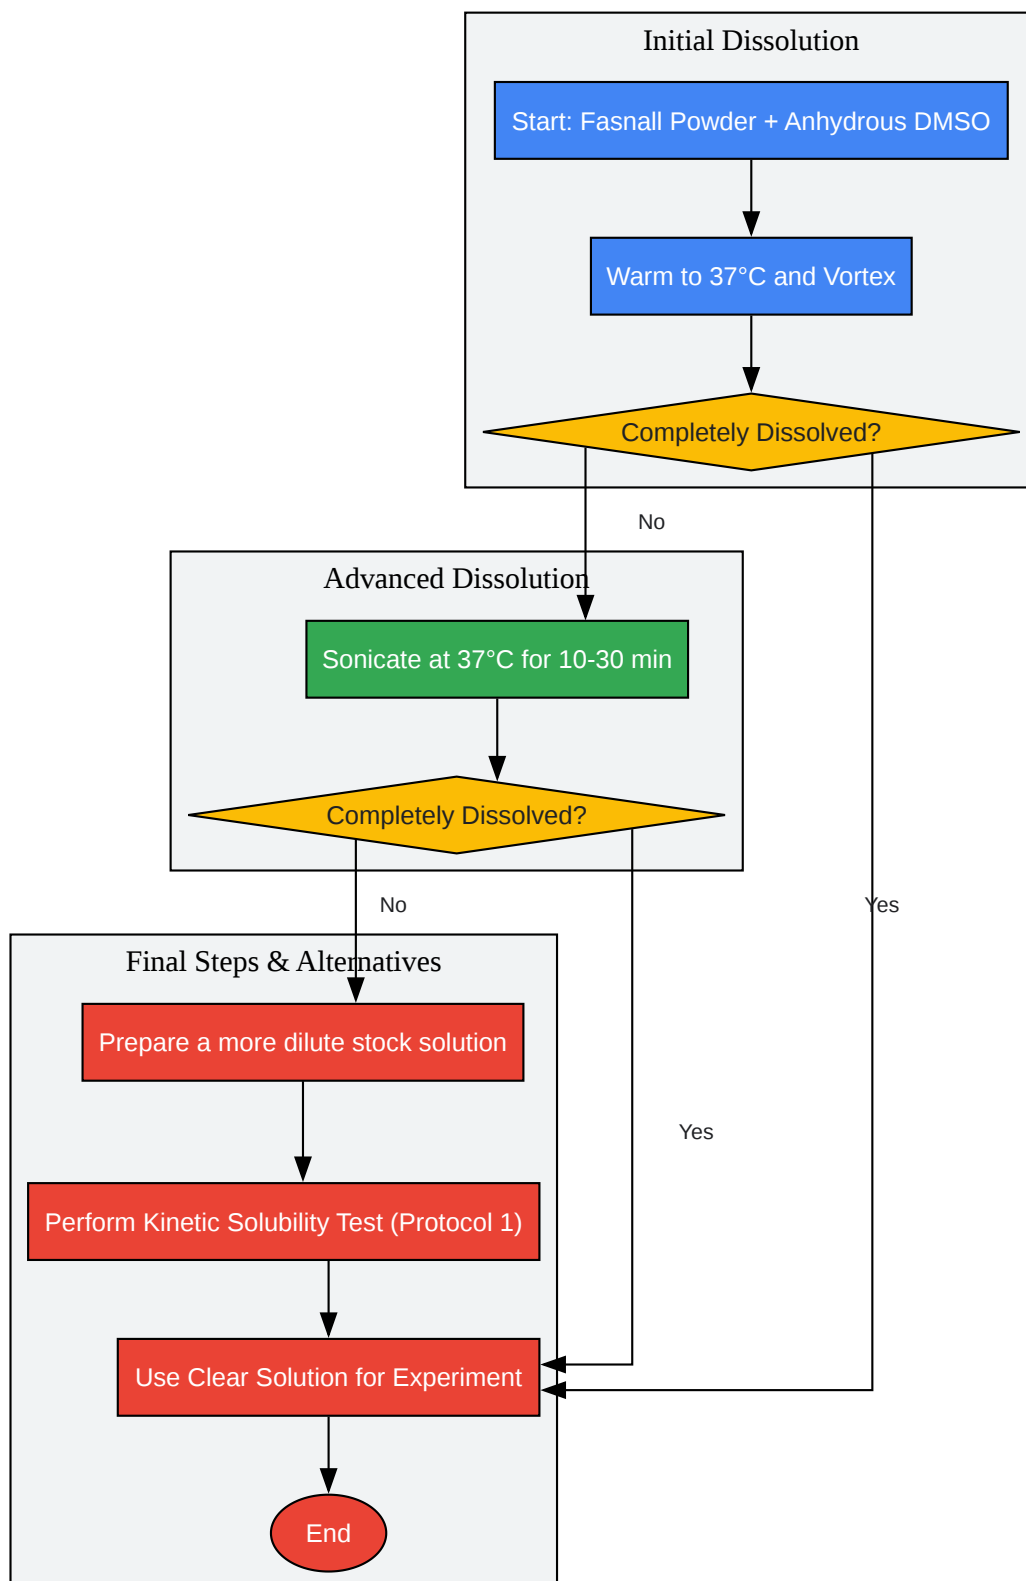 Initial Dissolution
Start: Fasnall Powder + Anhydrous DMSO
Warm to 37°C and Vortex
Completely Dissolved?
No
Advanced Dissolution
Sonicate at 37°C for 10-30 min
Completely Dissolved?
No
Yes
Final Steps & Alternatives
Prepare a more dilute stock solution
Yes
Perform Kinetic Solubility Test (Protocol 1)
Use Clear Solution for Experiment
End